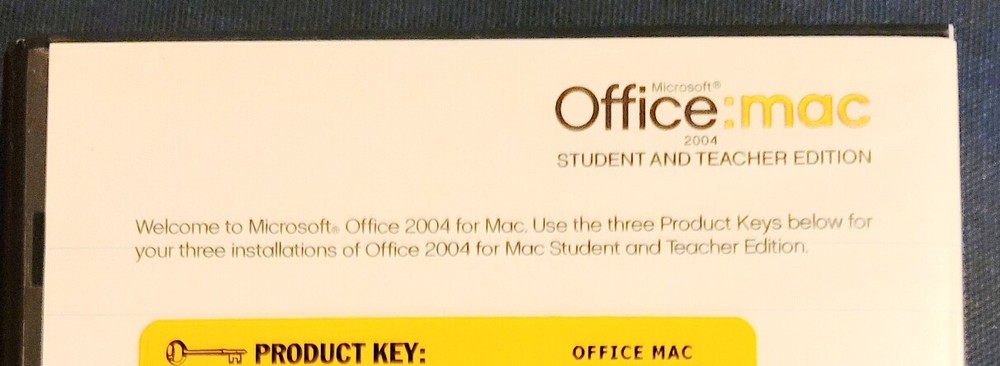 Microsoft®
Office:mac
2004
STUDENT AND TEACHER EDITION
Welcome to Microsoft® Office 2004 for Mac. Use the three Product Keys below for
your three installations of Office 2004 for Mac Student and Teacher Edition.
PRODUCT KEY: OFFICE MAC